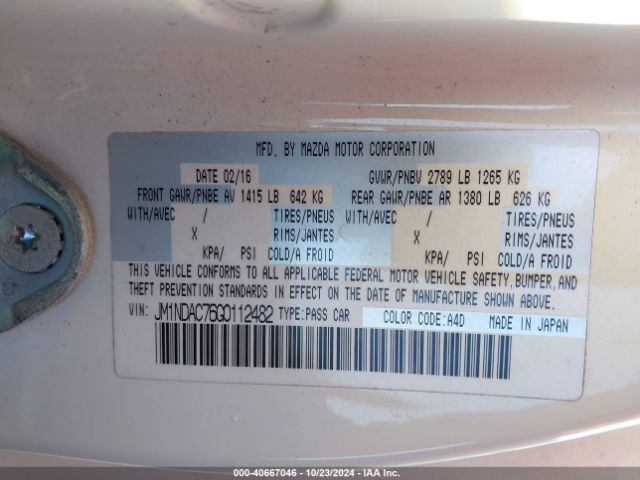 MFD. BY MAZDA MOTOR CORPORATION
DATE 02/16 GVWR/PNBV 2789 LB 1265 KG
FRONT GAWR/PNBE AV 1415 LB 642 KG REAR GAWR/PNBE AR 1380 LB 626 KG
WITH/AVEC / TIRES/PNEUS WITH/AVEC / TIRES/PNEUS
X RIMS/JANTES X RIMS/JANTES
KPA/ PSI COLD/A FROID KPA/ PSI COLD/A FROID
THIS VEHICLE CONFORMS TO ALL APPLICABLE FEDERAL MOTOR VEHICLE SAFETY, BUMPER, AND
THEFT PREVENTION STANDARDS IN EFFECT ON THE DATE OF MANUFACTURE SHOWN ABOVE.
VIN: JM1NDAC76G0112482 TYPE: PASS CAR COLOR CODE: A4D MADE IN JAPAN
000-40667046 - 10/23/2024 - IAA Inc.